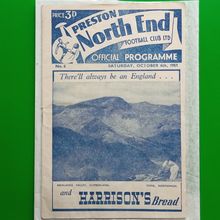 PRICE 3D
PRESTON
North End
FOOTBALL CLUB LTD
OFFICIAL PROGRAMME
No. 8
SATURDAY, OCTOBER 6th, 1951
There'll always be an England . . .
and HARRISON'S Bread